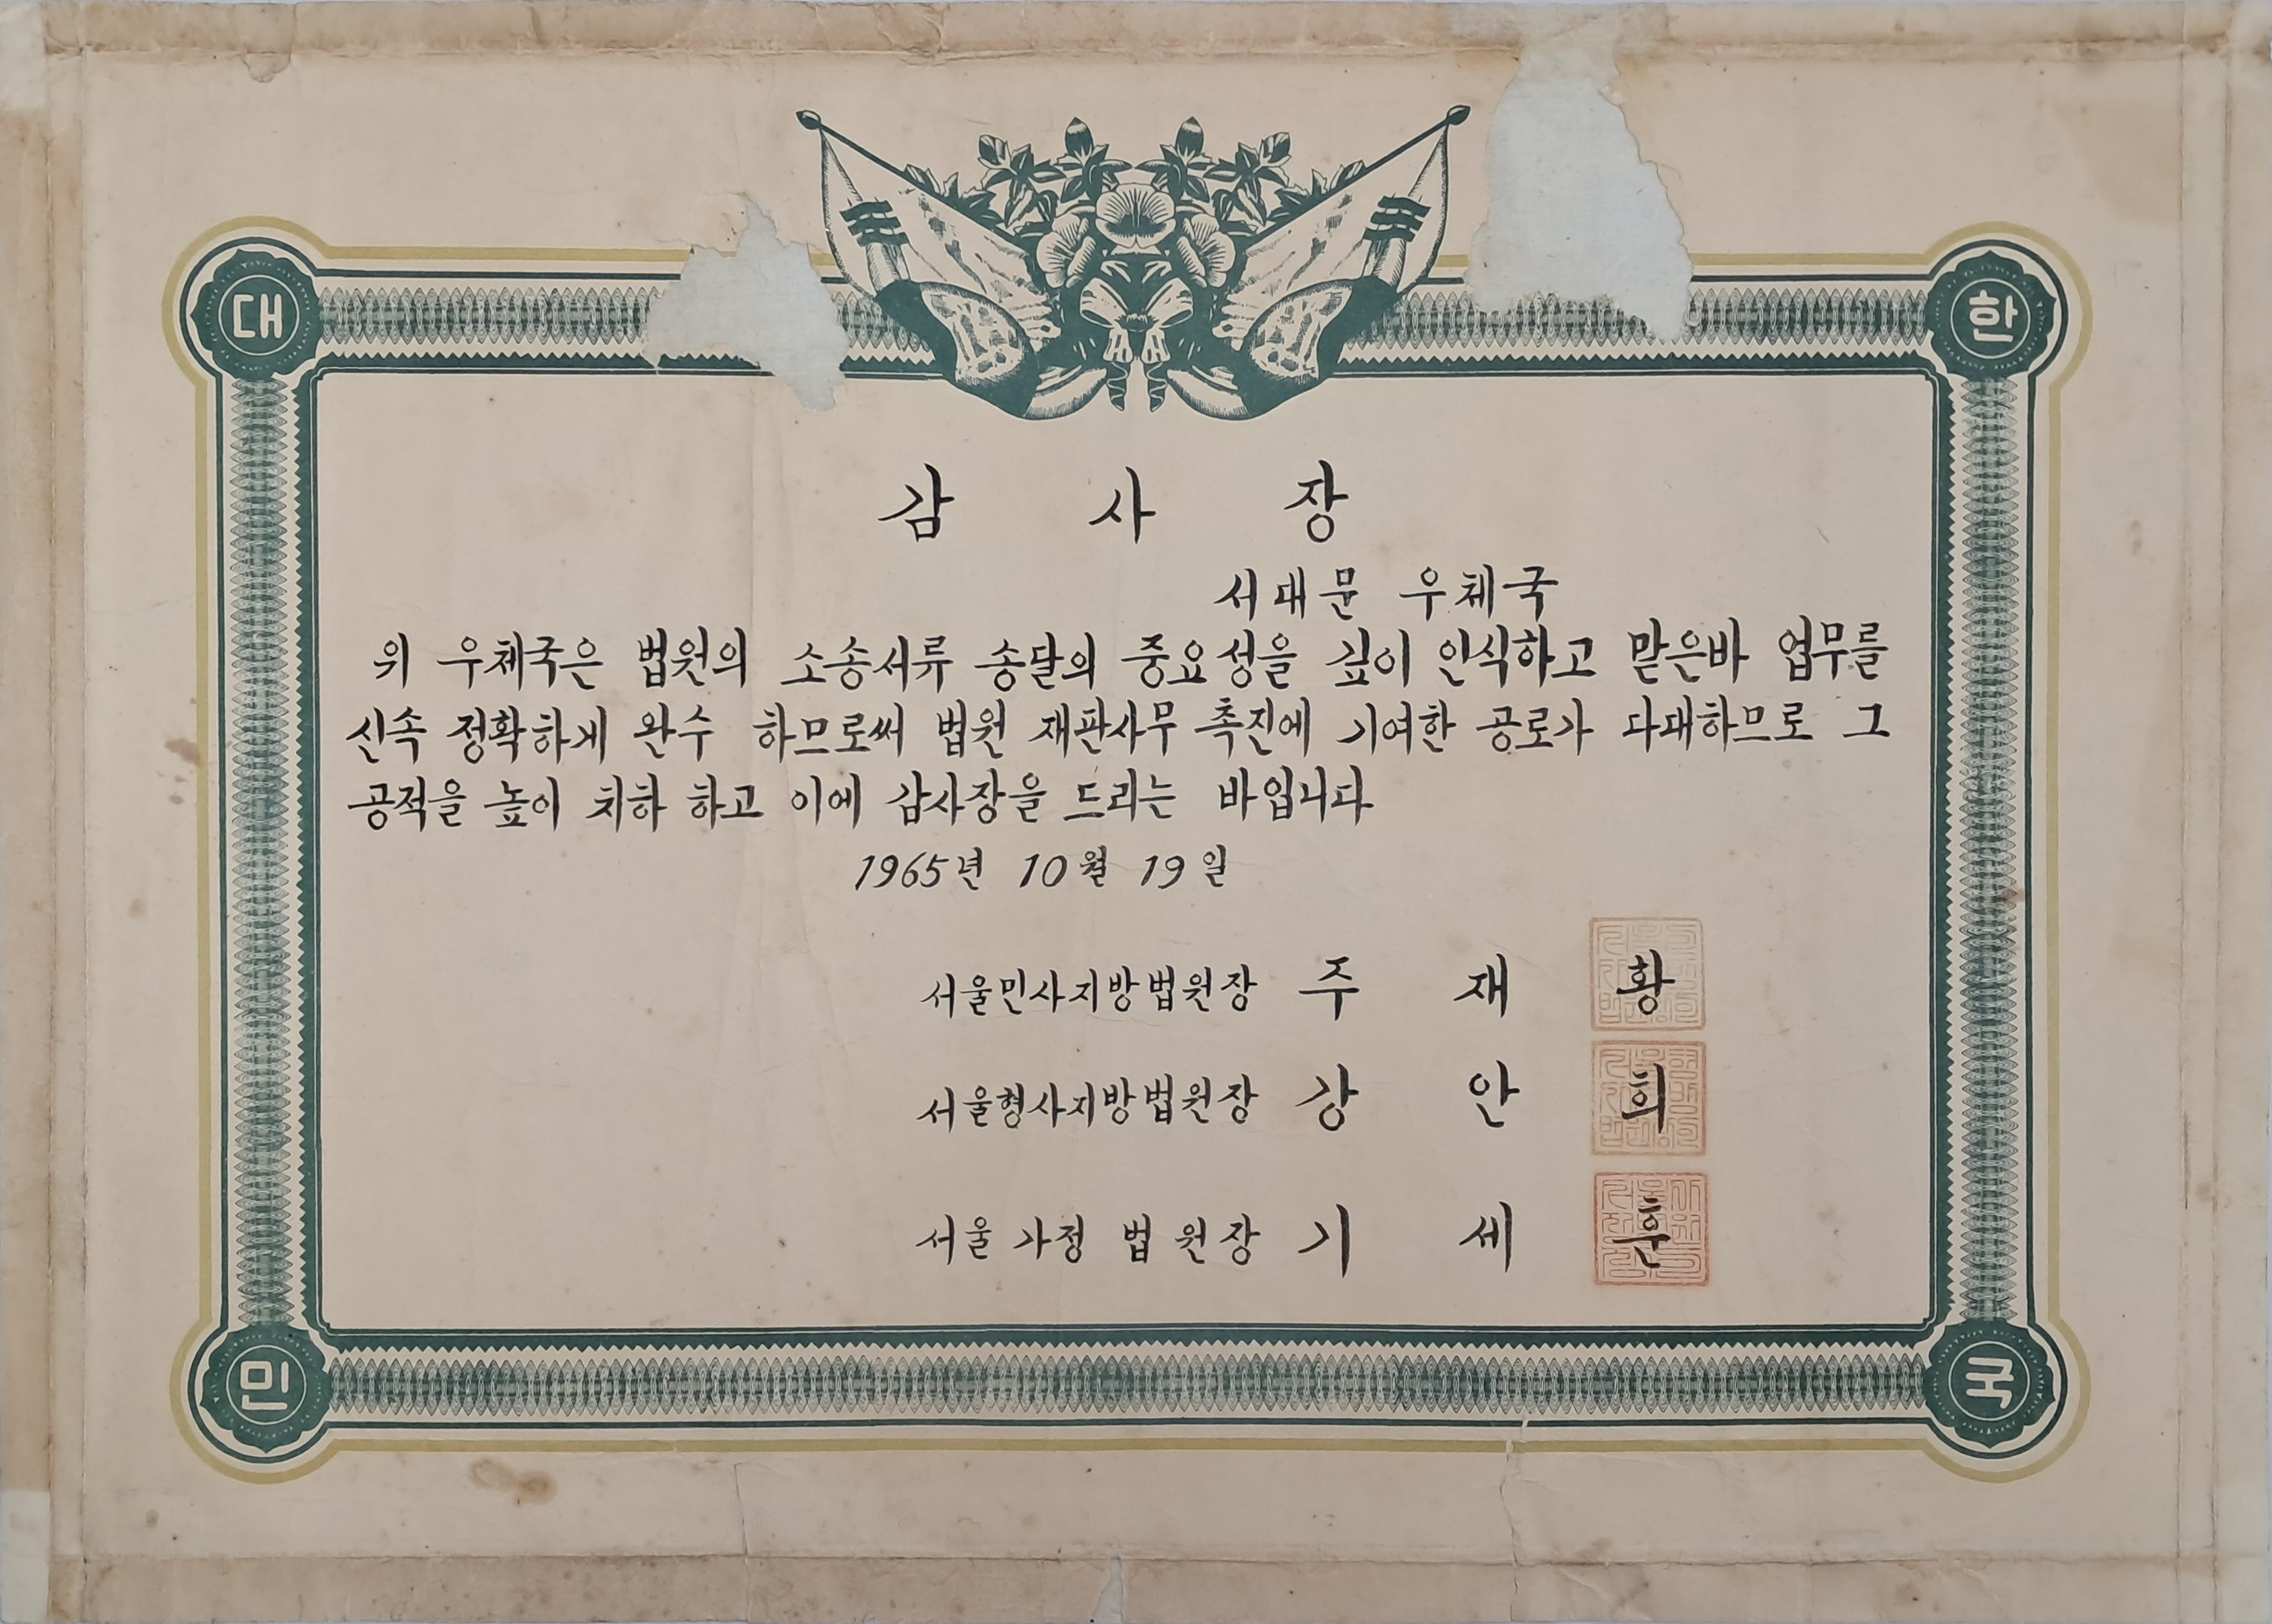 대 한
감 사 장
서대문 우체국
위 우체국은 법원의 소송서류 송달의 중요성을 깊이 인식하고 맡은바 업무를
신속 정확하게 완수 하므로써 법원 재판사무 촉진에 기여한 공로가 다대하므로 그
공적을 높이 치하 하고 이에 감사장을 드리는 바입니다
1965년 10월 19일
서울민사지방법원장 주 재 황
서울형사지방법원장 강 안 희
서울 가정 법 원장 기 세 훈
민 국